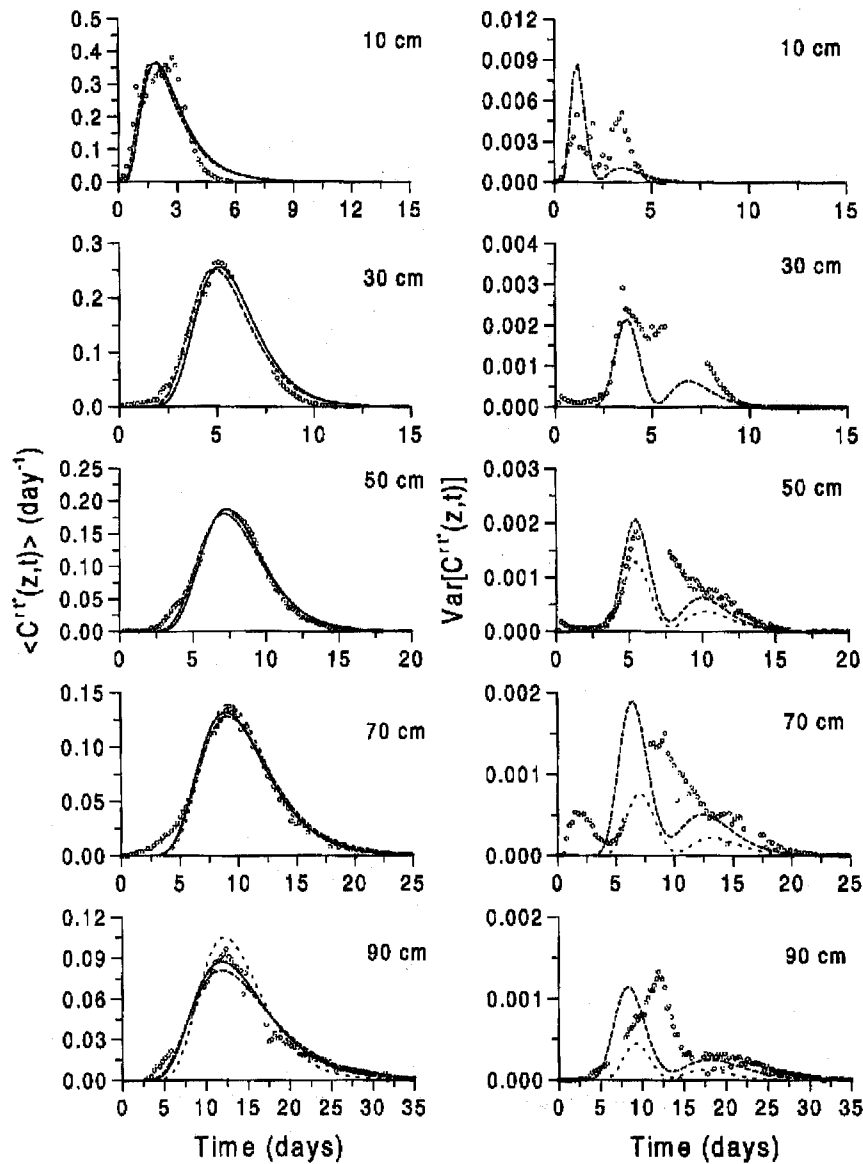 0.5
0.4
0.3
0.2
0.1
0.0
10 cm
0 3 6 9 12 15
0.012
0.009
0.006
0.003
0.000
10 cm
0 5 10 15
0.3
0.2
0.1
0.0
30 cm
0 5 10 15
0.004
0.003
0.002
0.001
0.000
30 cm
0 5 10 15
0.25
0.20
0.15
0.10
0.05
0.00
50 cm
0 5 10 15 20
0.003
0.002
0.001
0.000
50 cm
0 5 10 15 20
<C^rt*(z,t)> (day⁻¹)
Var[C^rt*(z,t)]
0.15
0.10
0.05
0.00
70 cm
0 5 10 15 20 25
0.002
0.001
0.000
70 cm
0 5 10 15 20 25
0.12
0.09
0.06
0.03
0.00
90 cm
0 5 10 15 20 25 30 35
Time (days)
0.002
0.001
0.000
90 cm
0 5 10 15 20 25 30 35
Time (days)